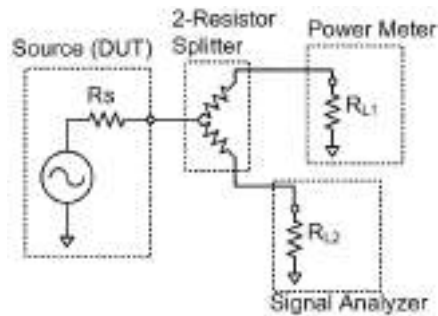 2-Resistor
Splitter
Power Meter
Source (DUT)
Rs
RL1
RL2
Signal Analyzer